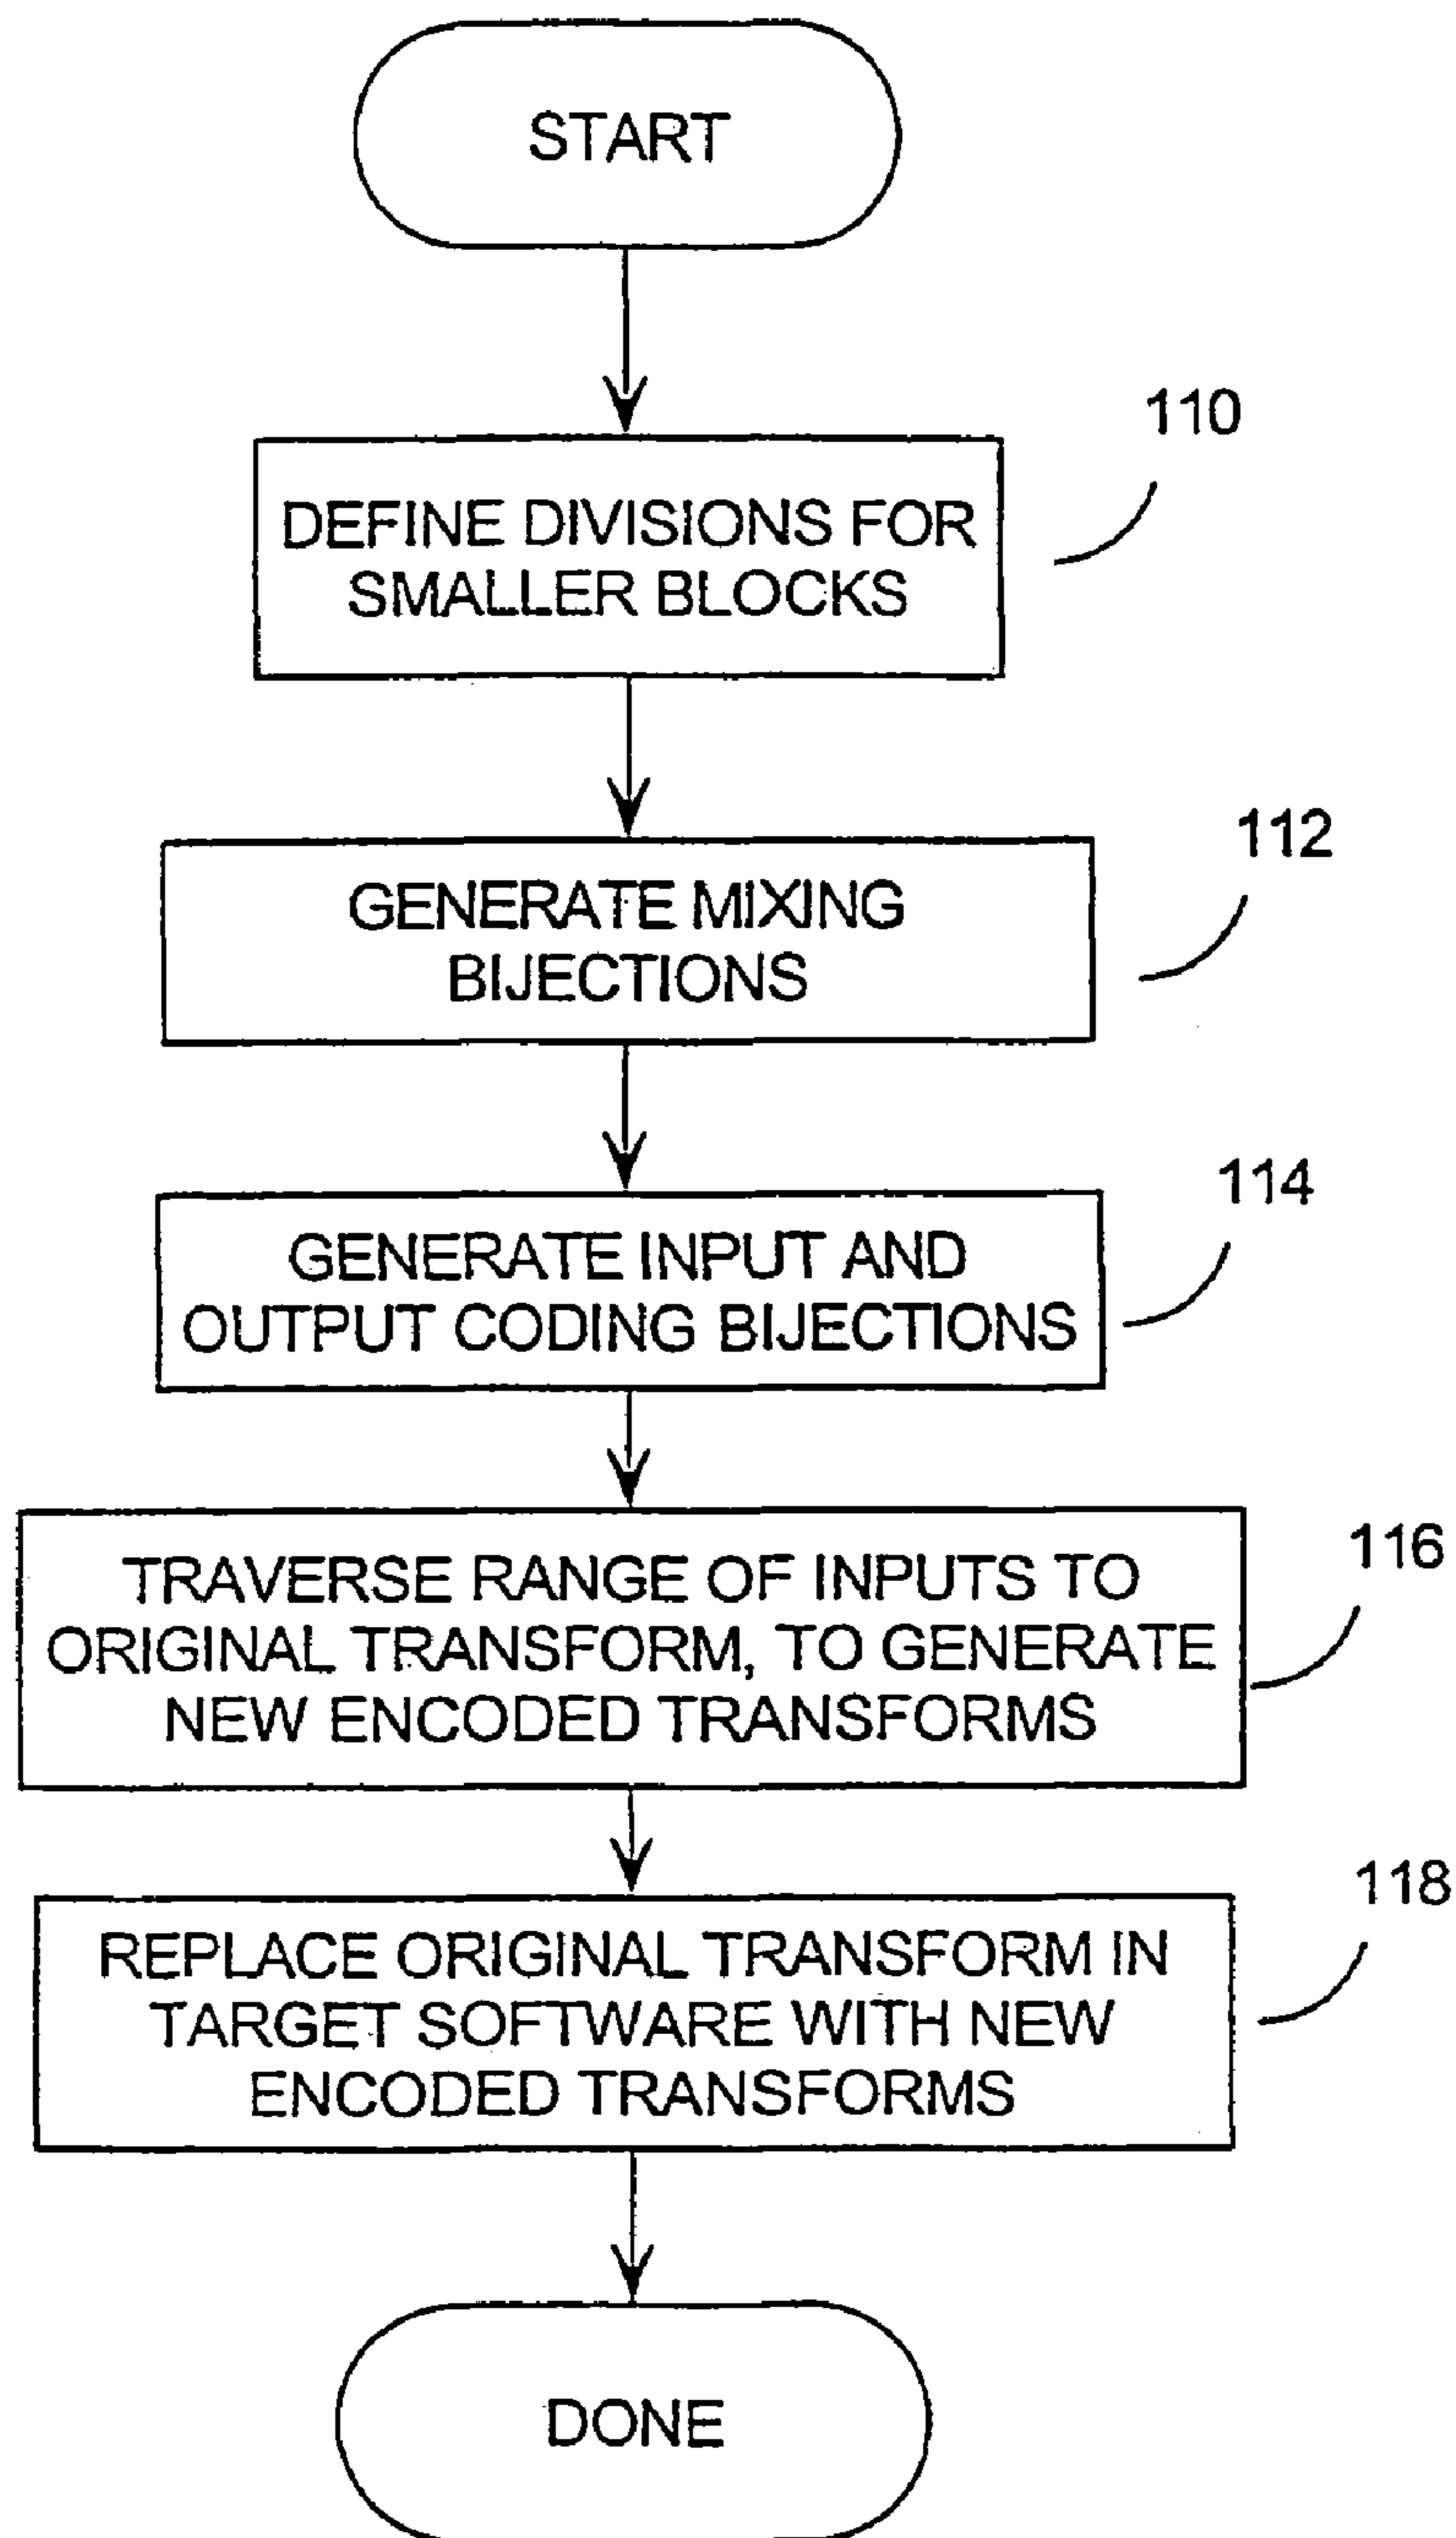 START
110
DEFINE DIVISIONS FOR
SMALLER BLOCKS
112
GENERATE MIXING
BIJECTIONS
114
GENERATE INPUT AND
OUTPUT CODING BIJECTIONS
116
TRAVERSE RANGE OF INPUTS TO
ORIGINAL TRANSFORM, TO GENERATE
NEW ENCODED TRANSFORMS
118
REPLACE ORIGINAL TRANSFORM IN
TARGET SOFTWARE WITH NEW
ENCODED TRANSFORMS
DONE